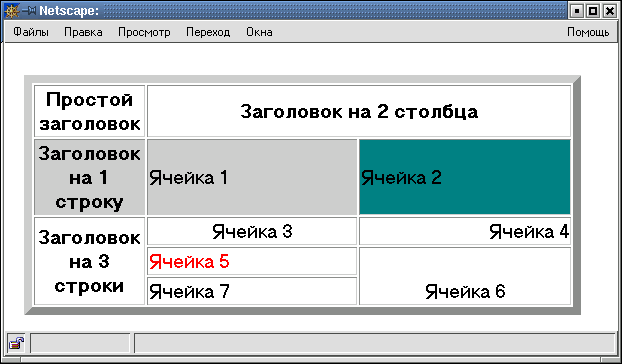 Netscape:
Файлы Правка Просмотр Переход Окна Помощь
Простой
заголовок
Заголовок на 2 столбца
Заголовок
на 1
строку
Ячейка 1
Ячейка 2
Заголовок
на 3
строки
Ячейка 3
Ячейка 4
Ячейка 5
Ячейка 7
Ячейка 6